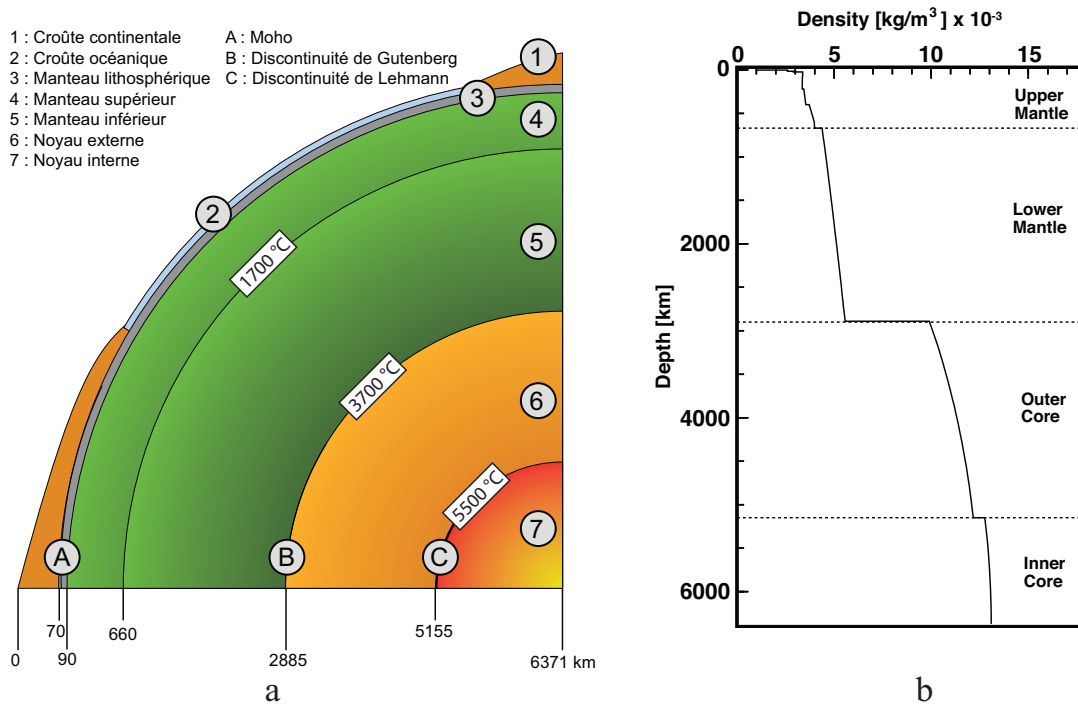 1 : Croûte continentale
2 : Croûte océanique
3 : Manteau lithosphérique
4 : Manteau supérieur
5 : Manteau inférieur
6 : Noyau externe
7 : Noyau interne
A : Moho
B : Discontinuité de Gutenberg
C : Discontinuité de Lehmann
1
3
4
2
1700 °C
5
3700 °C
6
5500 °C
7
A
B
C
70
660
5155
0
90
2885
6371 km
a
Density [kg/m³] x 10⁻³
0 5 10 15
0
Upper
Mantle
2000
Lower
Mantle
Depth [km]
4000
Outer
Core
6000
Inner
Core
b